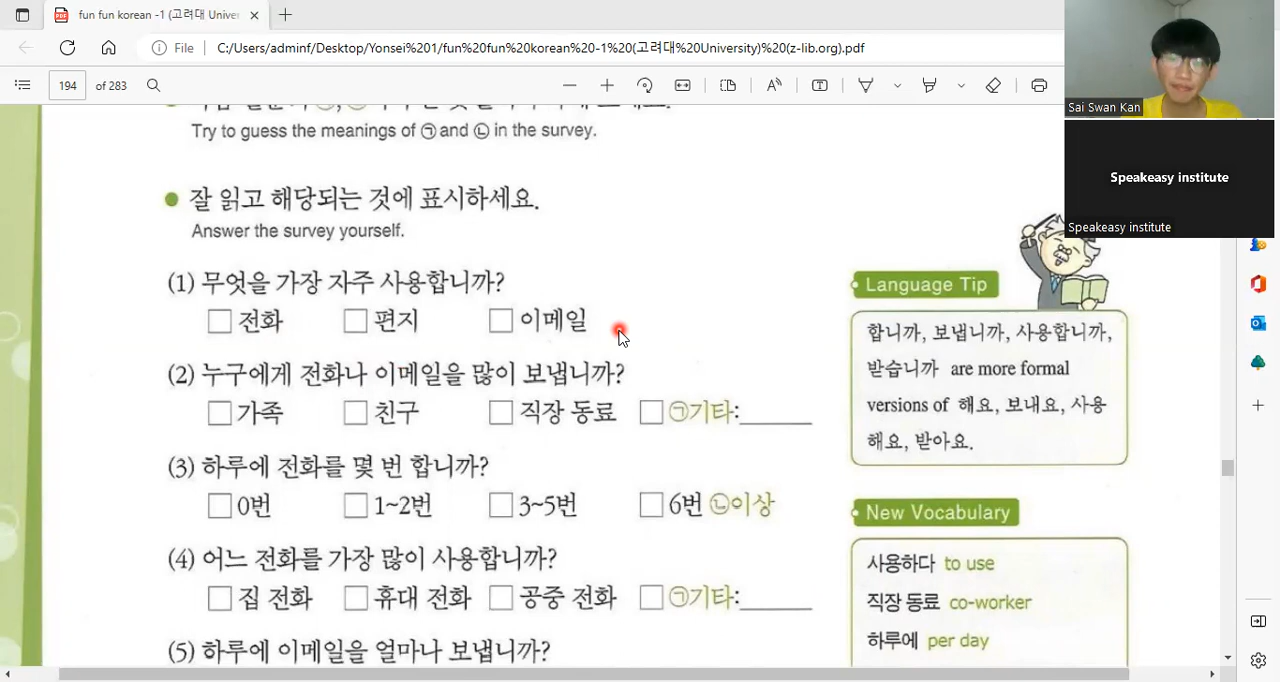 fun fun korean -1 (고려대 Univer
File C:/Users/adminf/Desktop/Yonsei%201/fun%20fun%20korean%20-1%20(고려대%20University)%20(z-lib.org).pdf
194 of 283
Sai Swan Kan
Speakeasy institute
Speakeasy institute
Try to guess the meanings of ㉠ and ㉡ in the survey.
잘 읽고 해당되는 것에 표시하세요.
Answer the survey yourself.
(1) 무엇을 가장 자주 사용합니까?
전화 편지 이메일
(2) 누구에게 전화나 이메일을 많이 보냅니까?
가족 친구 직장 동료 ㉠기타:
(3) 하루에 전화를 몇 번 합니까?
0번 1~2번 3~5번 6번 ㉡이상
(4) 어느 전화를 가장 많이 사용합니까?
집 전화 휴대 전화 공중 전화 ㉠기타:
(5) 하루에 이메일을 얼마나 보냅니까?
Language Tip
합니까, 보냅니까, 사용합니까,
받습니까 are more formal
versions of 해요, 보내요, 사용
해요, 받아요.
New Vocabulary
사용하다 to use
직장 동료 co-worker
하루에 per day